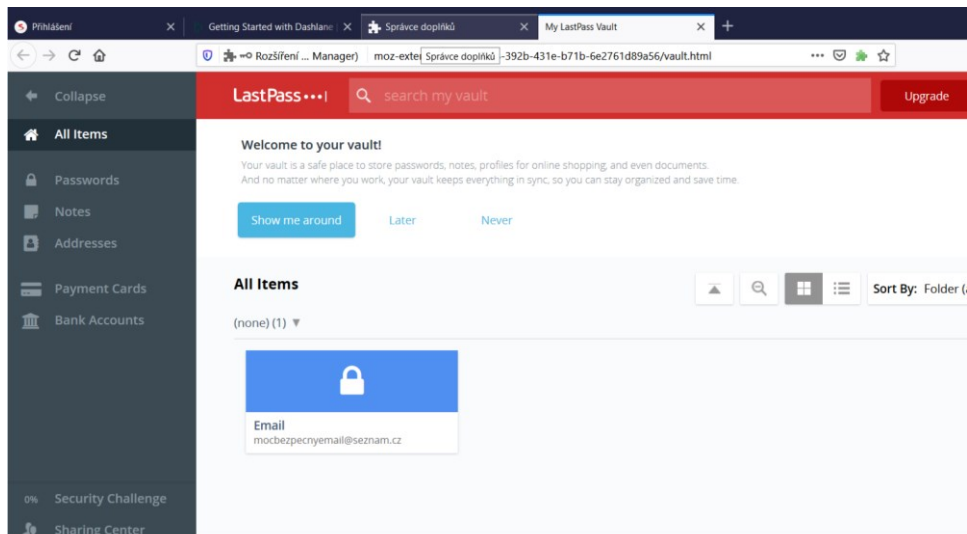 Přihlášení
Getting Started with Dashlane |
Správce doplňků
My LastPass Vault
Rozšíření ... Manager) moz-exte
Správce doplňků
-392b-431e-b71b-6e2761d89a56/vault.html
Collapse
LastPass •••|
search my vault
Upgrade
All Items
Welcome to your vault!
Your vault is a safe place to store passwords, notes, profiles for online shopping, and even documents.
And no matter where you work, your vault keeps everything in sync, so you can stay organized and save time.
Passwords
Notes
Show me around
Later
Never
Addresses
Payment Cards
All Items
Sort By: Folder (
Bank Accounts
(none) (1)
Email
mocbezpecnyemail@seznam.cz
0% Security Challenge
Sharing Center